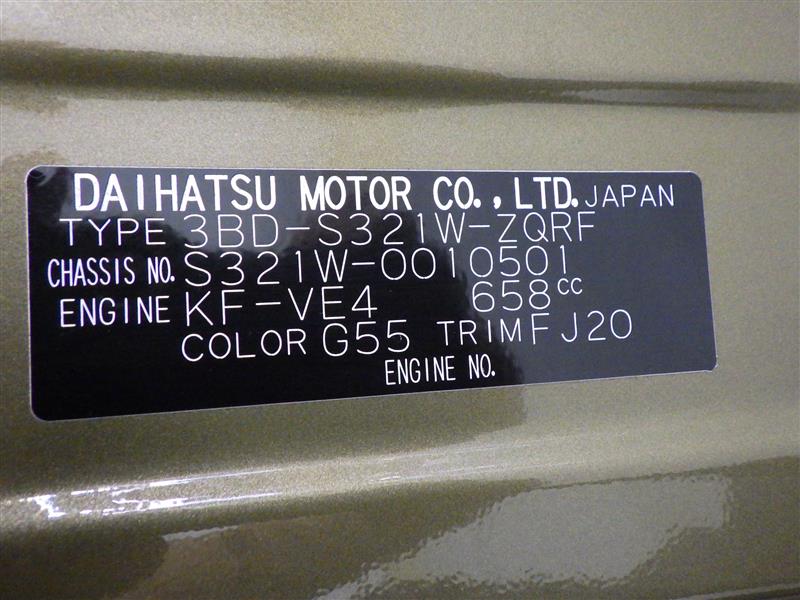 DAIHATSU MOTOR CO., LTD. JAPAN
TYPE 3BD-S321W-ZQRF
CHASSIS NO. S321W-0010501
ENGINE KF-VE4 658cc
COLOR G55 TRIM FJ20
ENGINE NO.